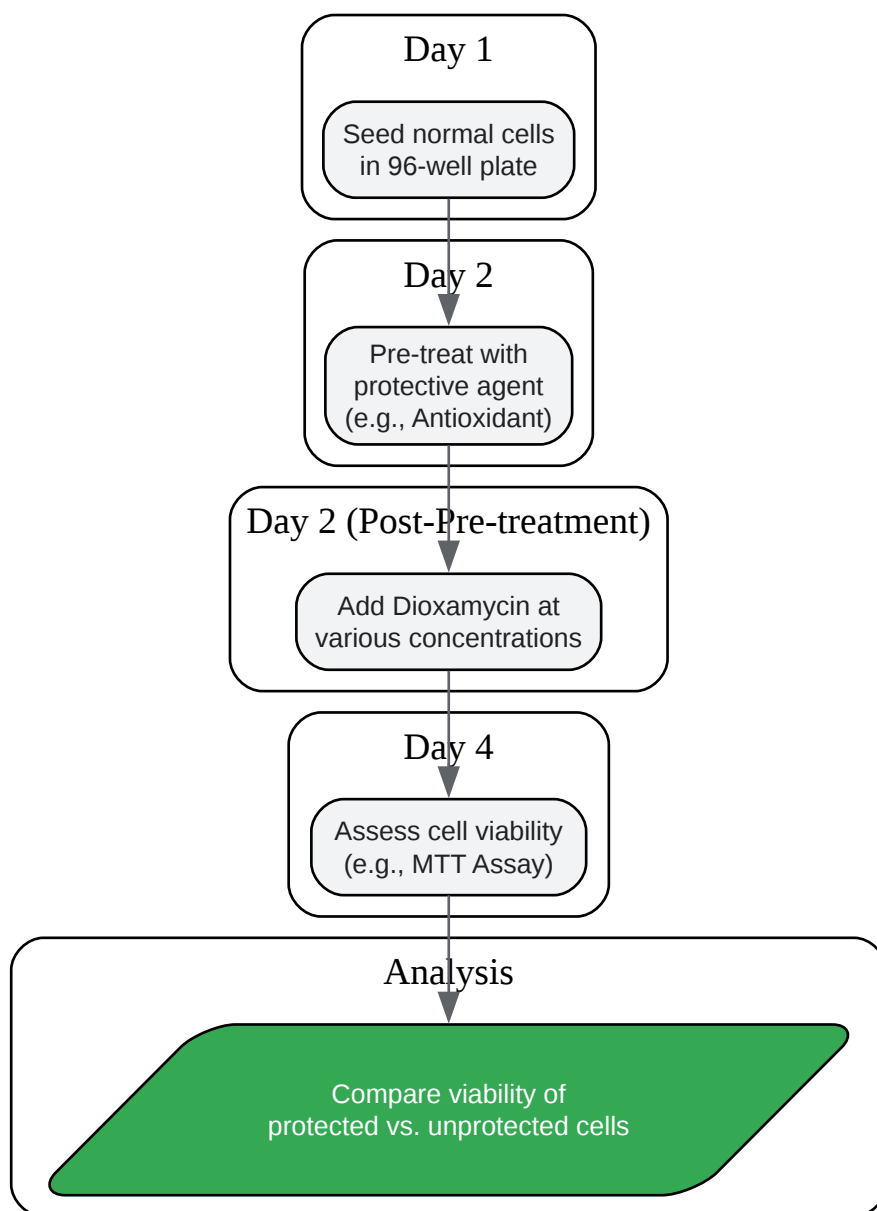 Day 1
Seed normal cells
in 96-well plate
Day 2
Pre-treat with
protective agent
(e.g., Antioxidant)
Day 2 (Post-Pre-treatment)
Add Dioxamycin at
various concentrations
Day 4
Assess cell viability
(e.g., MTT Assay)
Analysis
Compare viability of
protected vs. unprotected cells